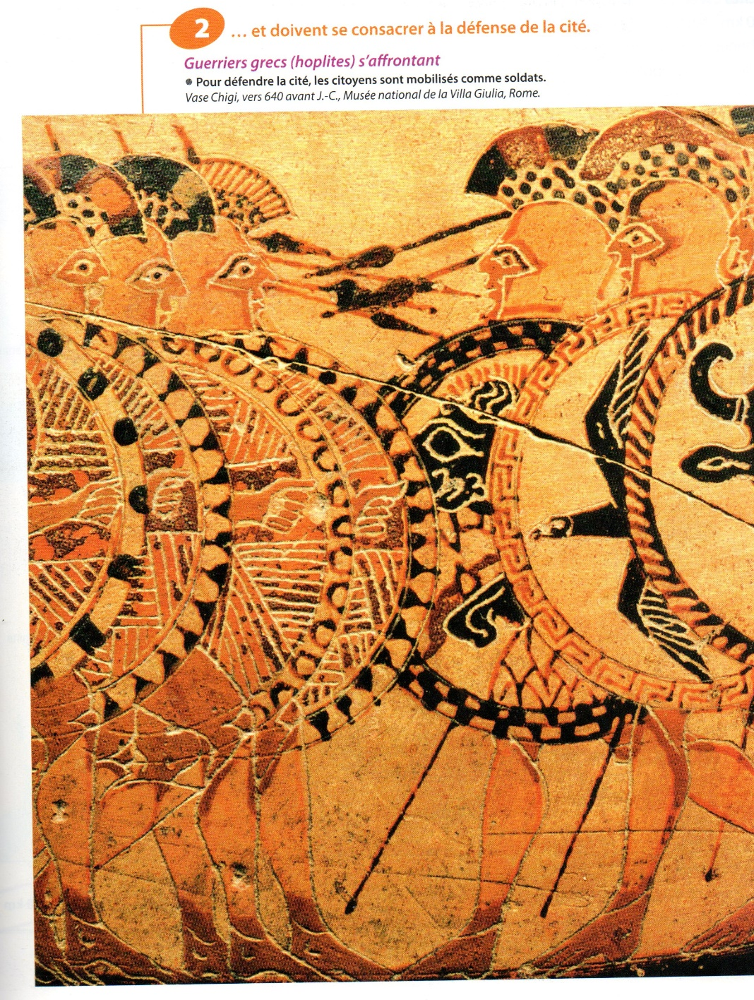 2 … et doivent se consacrer à la défense de la cité.
Guerriers grecs (hoplites) s'affrontant
• Pour défendre la cité, les citoyens sont mobilisés comme soldats.
Vase Chigi, vers 640 avant J.-C., Musée national de la Villa Giulia, Rome.